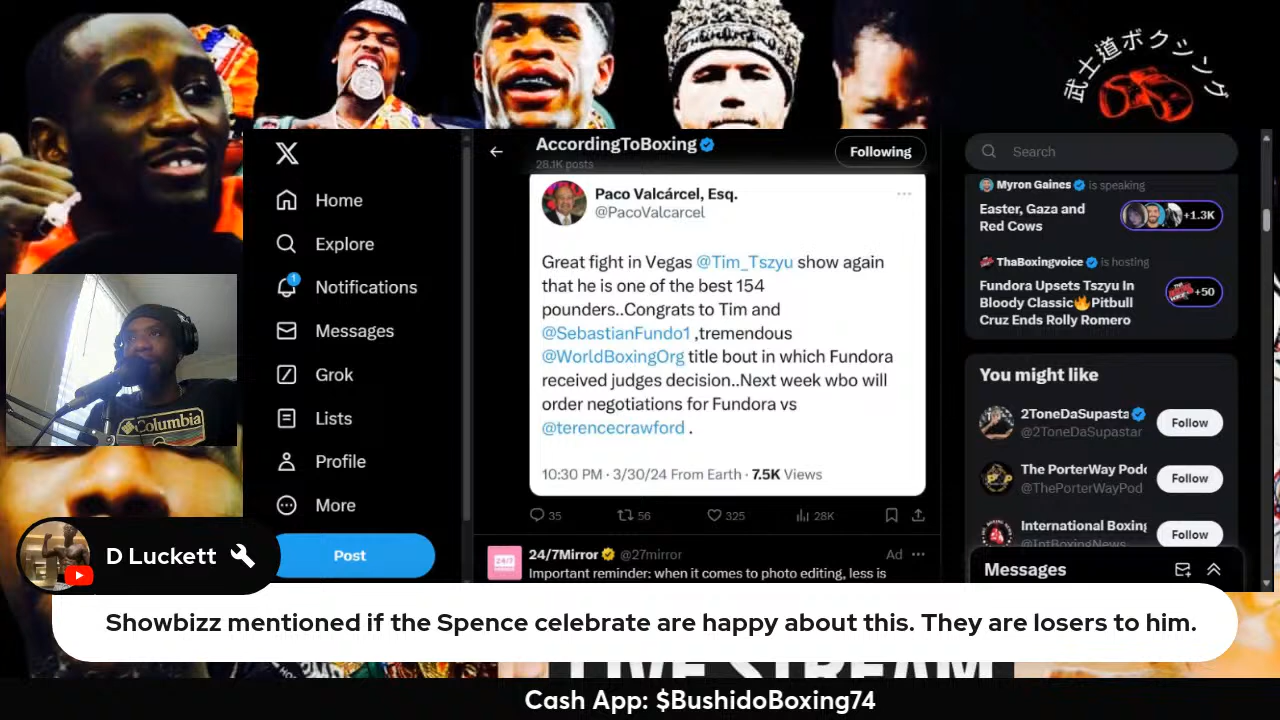 武士道ボクシング
Home
Explore
1
Notifications
Messages
Grok
Lists
Profile
More
Post
AccordingToBoxing
28.1K posts
Following
Paco Valcárcel, Esq.
@PacoValcarcel
Great fight in Vegas @Tim_Tszyu show again
that he is one of the best 154
pounders..Congrats to Tim and
@SebastianFundo1 ,tremendous
@WorldBoxingOrg title bout in which Fundora
received judges decision..Next week wbo will
order negotiations for Fundora vs
@terencecrawford .
10:30 PM · 3/30/24 From Earth · 7.5K Views
35 56 325 28K
24/7
24/7Mirror @27mirror Ad
Important reminder: when it comes to photo editing, less is
Search
Myron Gaines is speaking
Easter, Gaza and
Red Cows
+1.3K
ThaBoxingvoice is hosting
Fundora Upsets Tszyu In
Bloody Classic🔥Pitbull
Cruz Ends Rolly Romero
+50
You might like
2ToneDaSupasta
@2ToneDaSupastar
Follow
The PorterWay Pod
@ThePorterWayPod
Follow
International Boxing
@IntBoxingNews
Follow
Messages
Columbia
D Luckett
Showbizz mentioned if the Spence celebrate are happy about this. They are losers to him.
LIVE STREAM
Cash App: $BushidoBoxing74